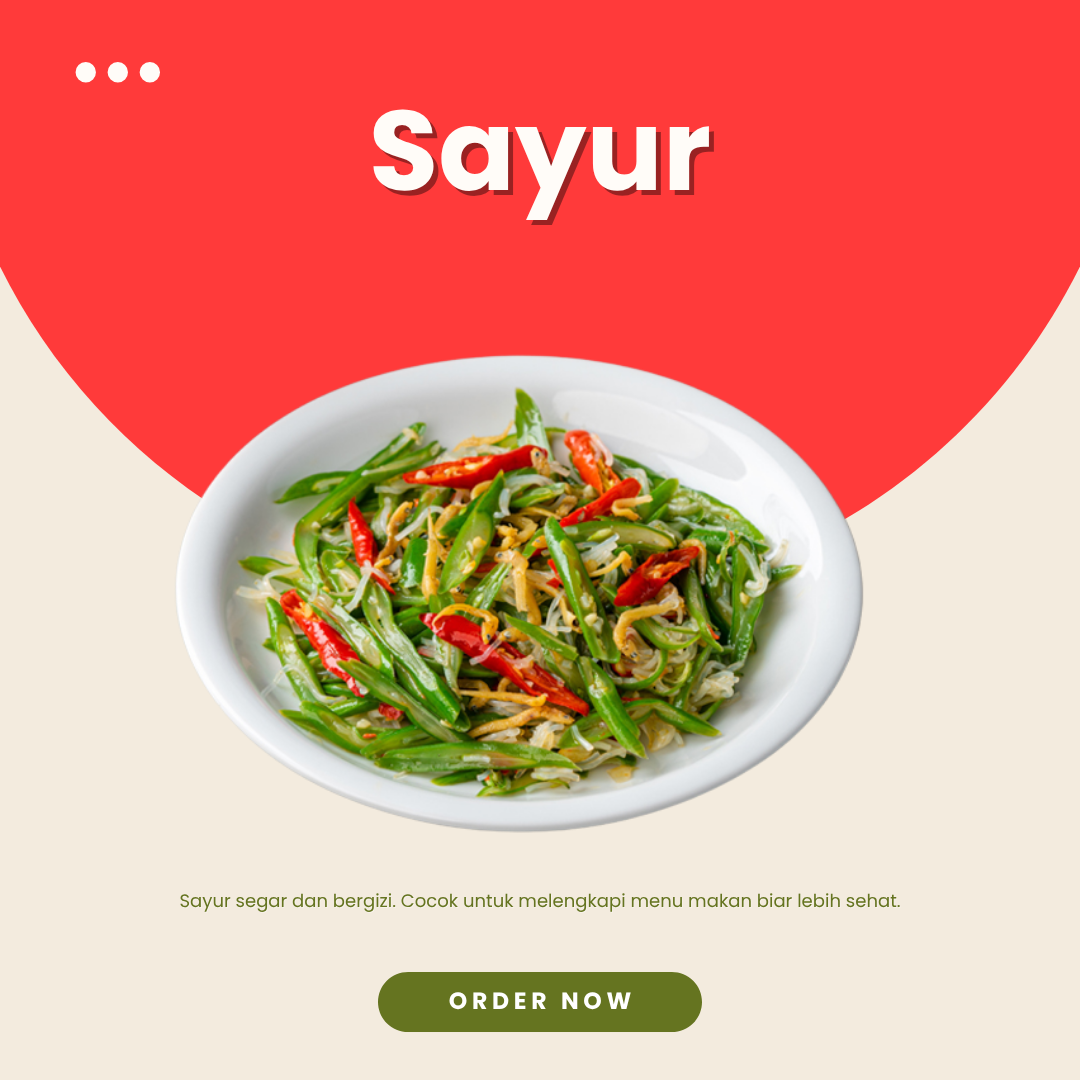 Sayur
Sayur segar dan bergizi. Cocok untuk melengkapi menu makan biar lebih sehat.
ORDER NOW